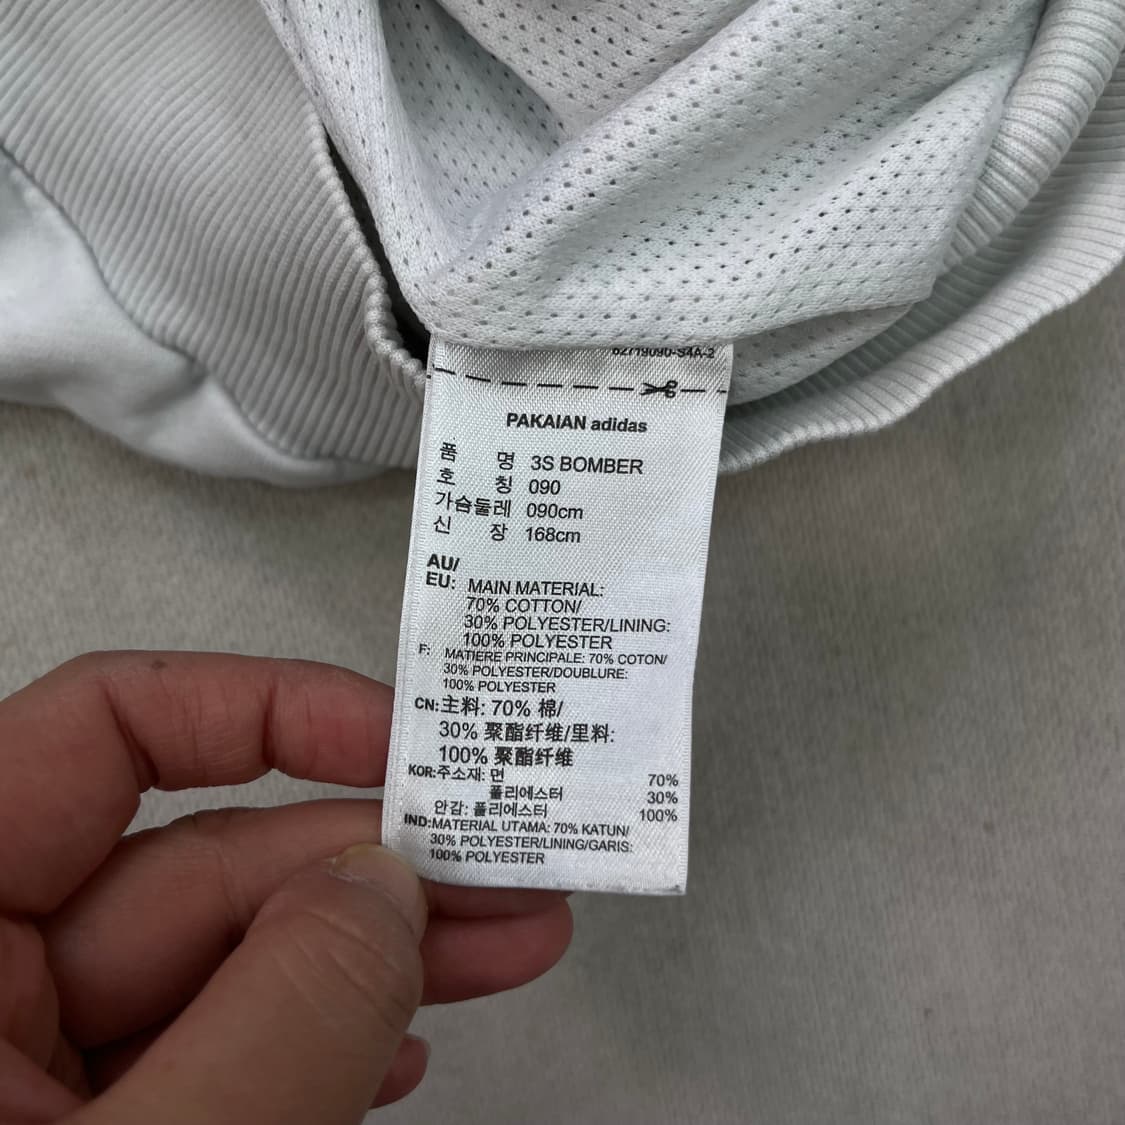 62719090-S4A-2
PAKAIAN adidas
품 명 3S BOMBER
호 칭 090
가슴둘레 090cm
신 장 168cm
AU/
EU: MAIN MATERIAL:
70% COTTON/
30% POLYESTER/LINING:
100% POLYESTER
F: MATIERE PRINCIPALE: 70% COTON/
30% POLYESTER/DOUBLURE:
100% POLYESTER
CN:主料: 70% 棉/
30% 聚酯纤维/里料:
100% 聚酯纤维
KOR:주소재: 면 70%
폴리에스터 30%
안감: 폴리에스터 100%
IND:MATERIAL UTAMA: 70% KATUN/
30% POLYESTER/LINING/GARIS:
100% POLYESTER